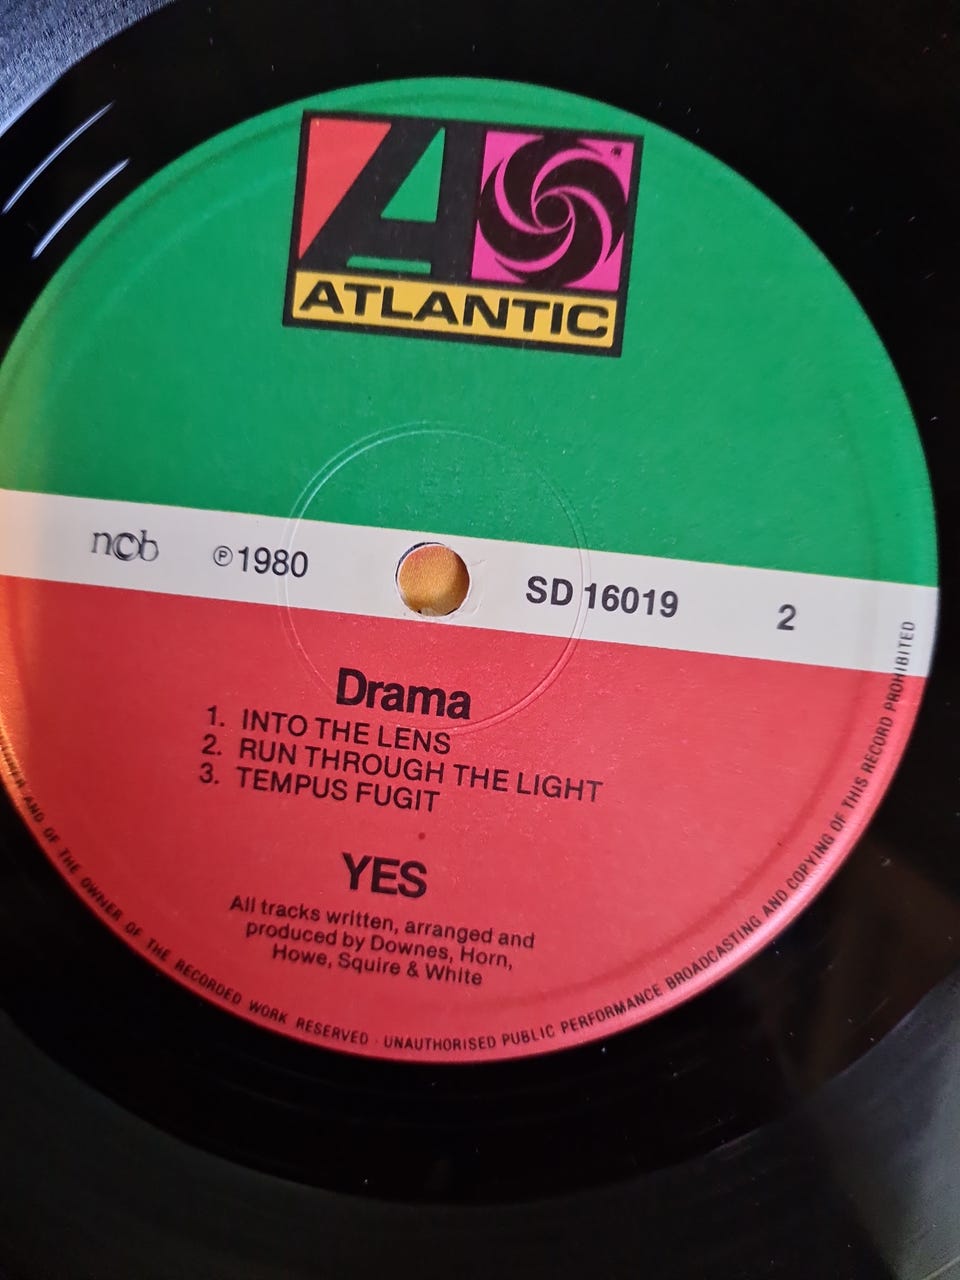 A
ATLANTIC
ncb ℗ 1980 SD 16019 2
Drama
1. INTO THE LENS
2. RUN THROUGH THE LIGHT
3. TEMPUS FUGIT
YES
All tracks written, arranged and
produced by Downes, Horn,
Howe, Squire & White
AND OF THE OWNER OF THE RECORDED WORK RESERVED · UNAUTHORISED PUBLIC PERFORMANCE BROADCASTING AND COPYING OF THIS RECORD PROHIBITED